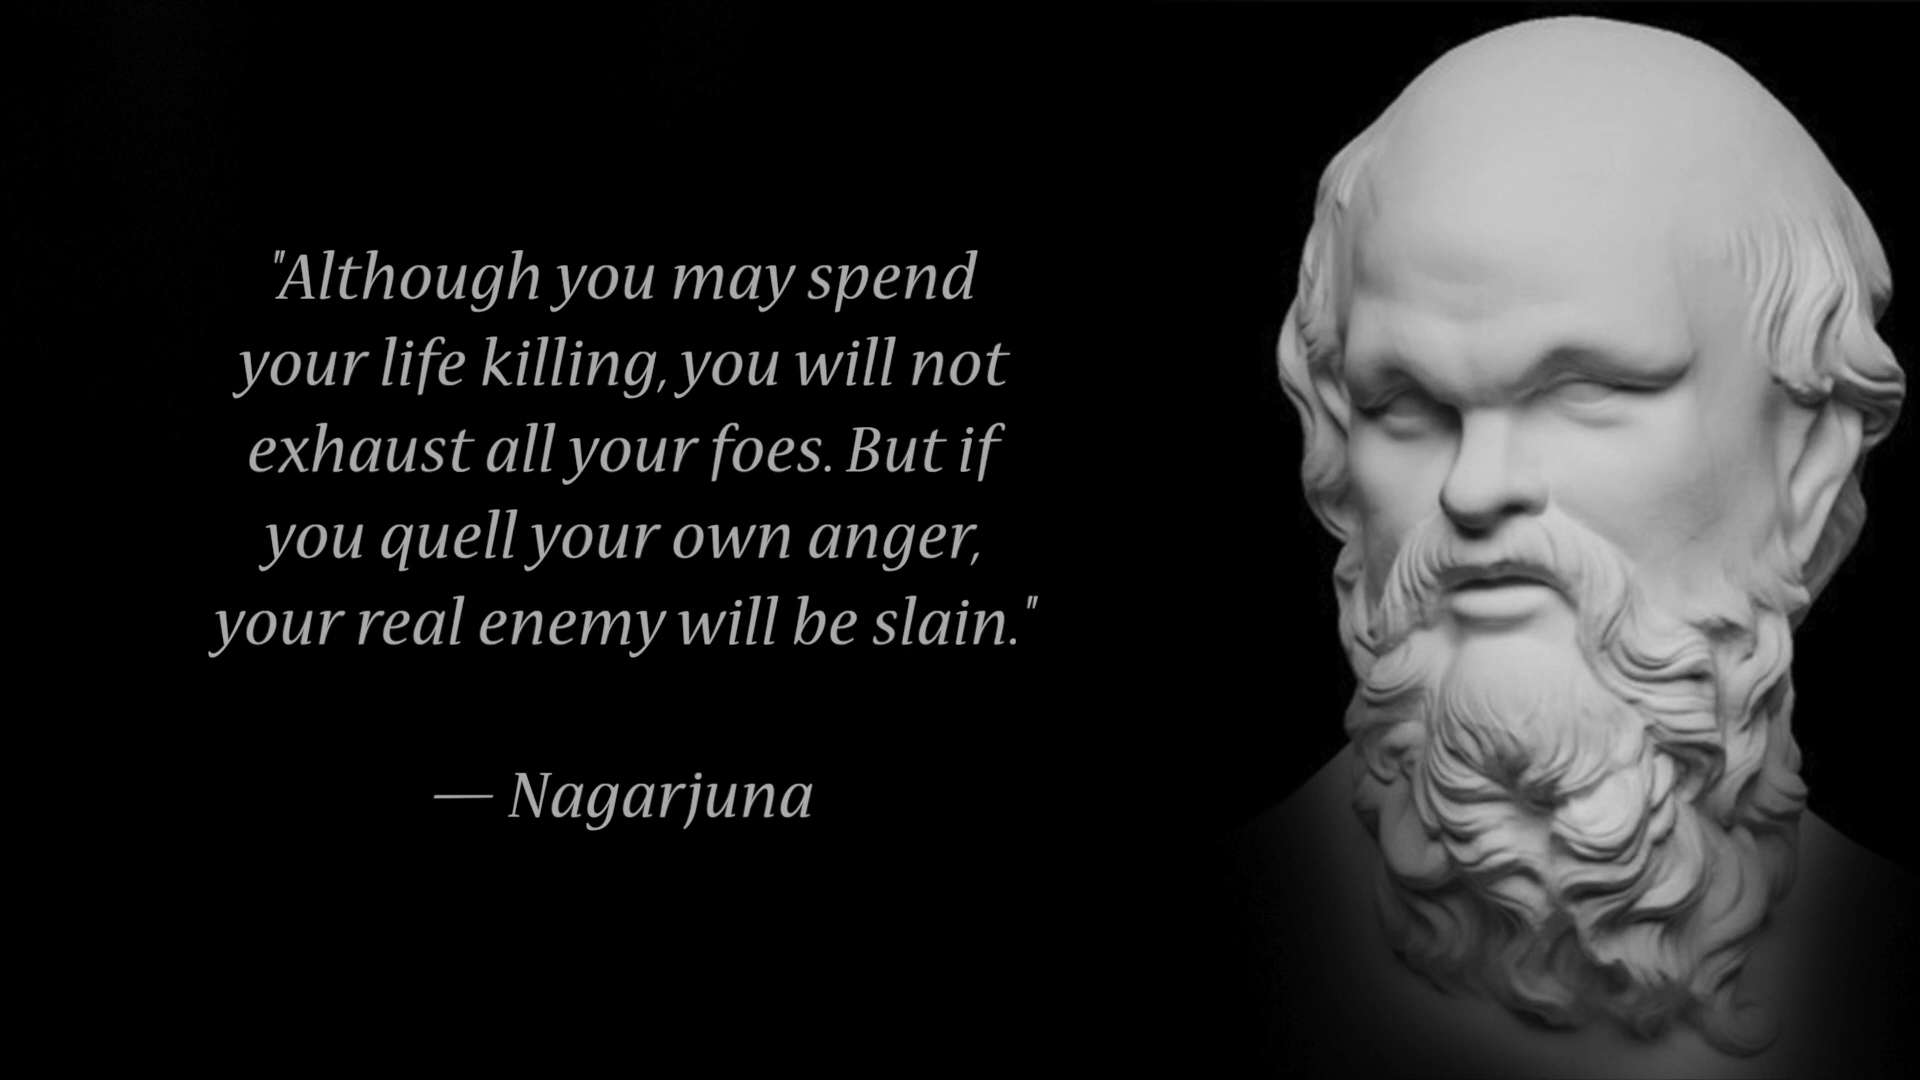 "Although you may spend
your life killing, you will not
exhaust all your foes. But if
you quell your own anger,
your real enemy will be slain."
— Nagarjuna